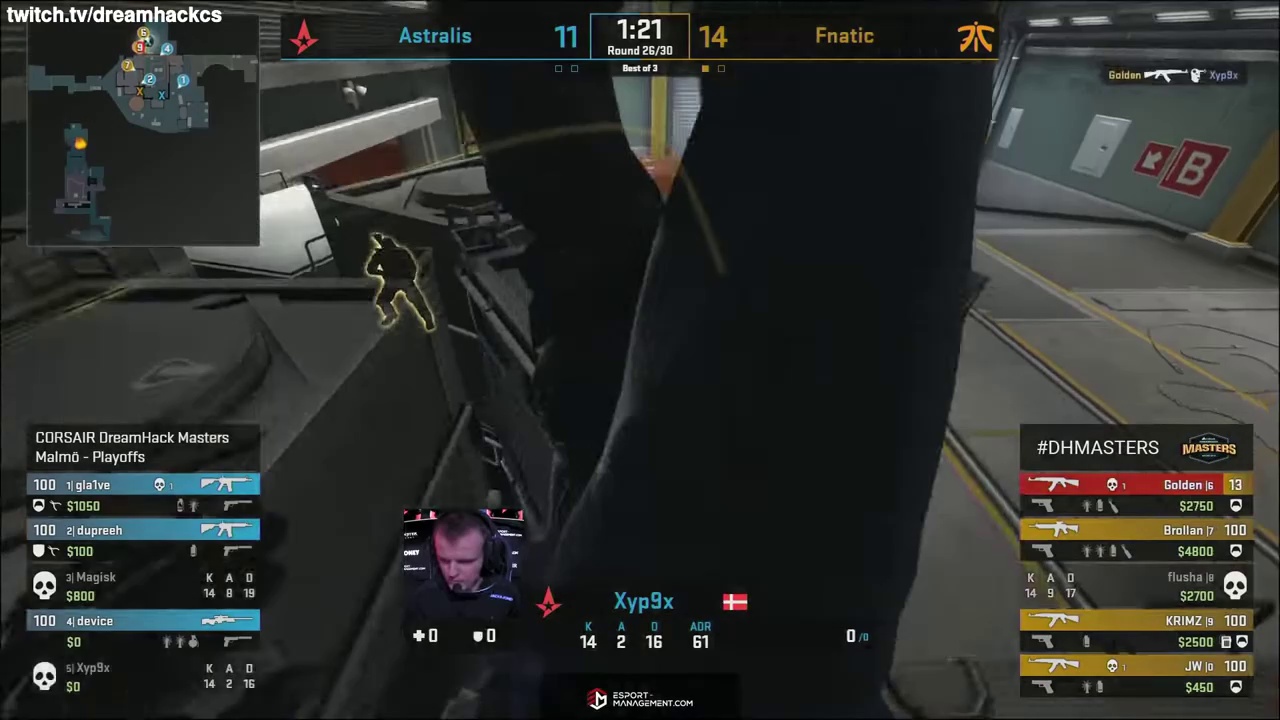 twitch.tv/dreamhackcs
Astralis 11 1:21 14 Fnatic
Round 26/30
Best of 3
Golden Xyp9x
B
CORSAIR DreamHack Masters
Malmö - Playoffs
100 1| gla1ve 1
$1050
100 2| dupreeh
$100
3| Magisk K A D
$800 14 8 19
100 4| device
$0
5| Xyp9x K A D
$0 14 2 16
Xyp9x
K A D ADR
14 2 16 61
0 0
0 /0
ESPORT-
MANAGEMENT.COM
#DHMASTERS MASTERS
1 Golden |6 13
$2750
Brollan |7 100
$4800
K A D flusha |8
14 9 17 $2700
KRIMZ |9 100
$2500
1 JW |0 100
$450